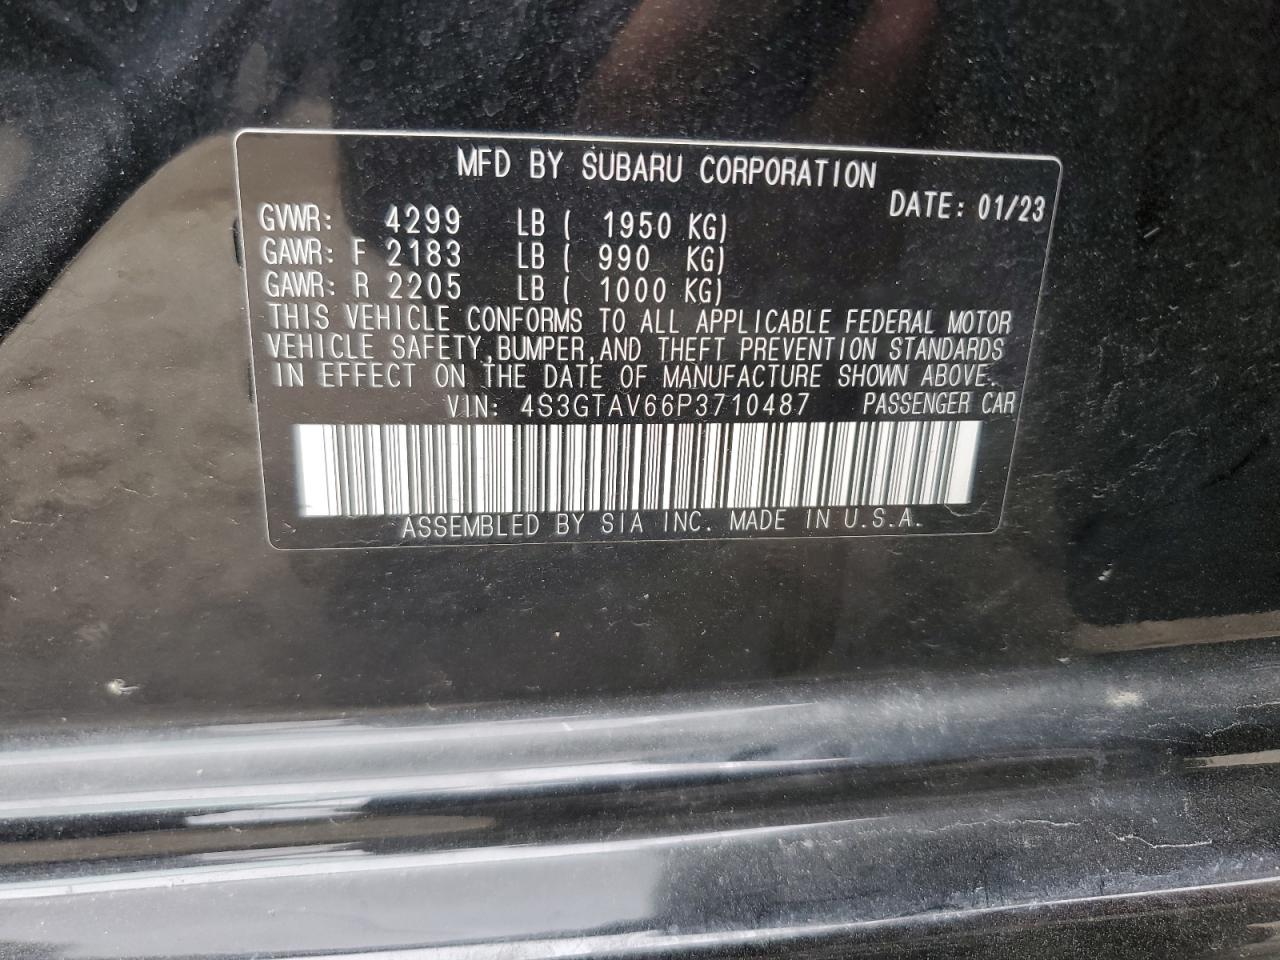 MFD BY SUBARU CORPORATION
DATE: 01/23
GVWR: 4299 LB ( 1950 KG)
GAWR: F 2183 LB ( 990 KG)
GAWR: R 2205 LB ( 1000 KG)
THIS VEHICLE CONFORMS TO ALL APPLICABLE FEDERAL MOTOR
VEHICLE SAFETY, BUMPER, AND THEFT PREVENTION STANDARDS
IN EFFECT ON THE DATE OF MANUFACTURE SHOWN ABOVE.
VIN: 4S3GTAV66P3710487 PASSENGER CAR
ASSEMBLED BY SIA INC. MADE IN U.S.A.